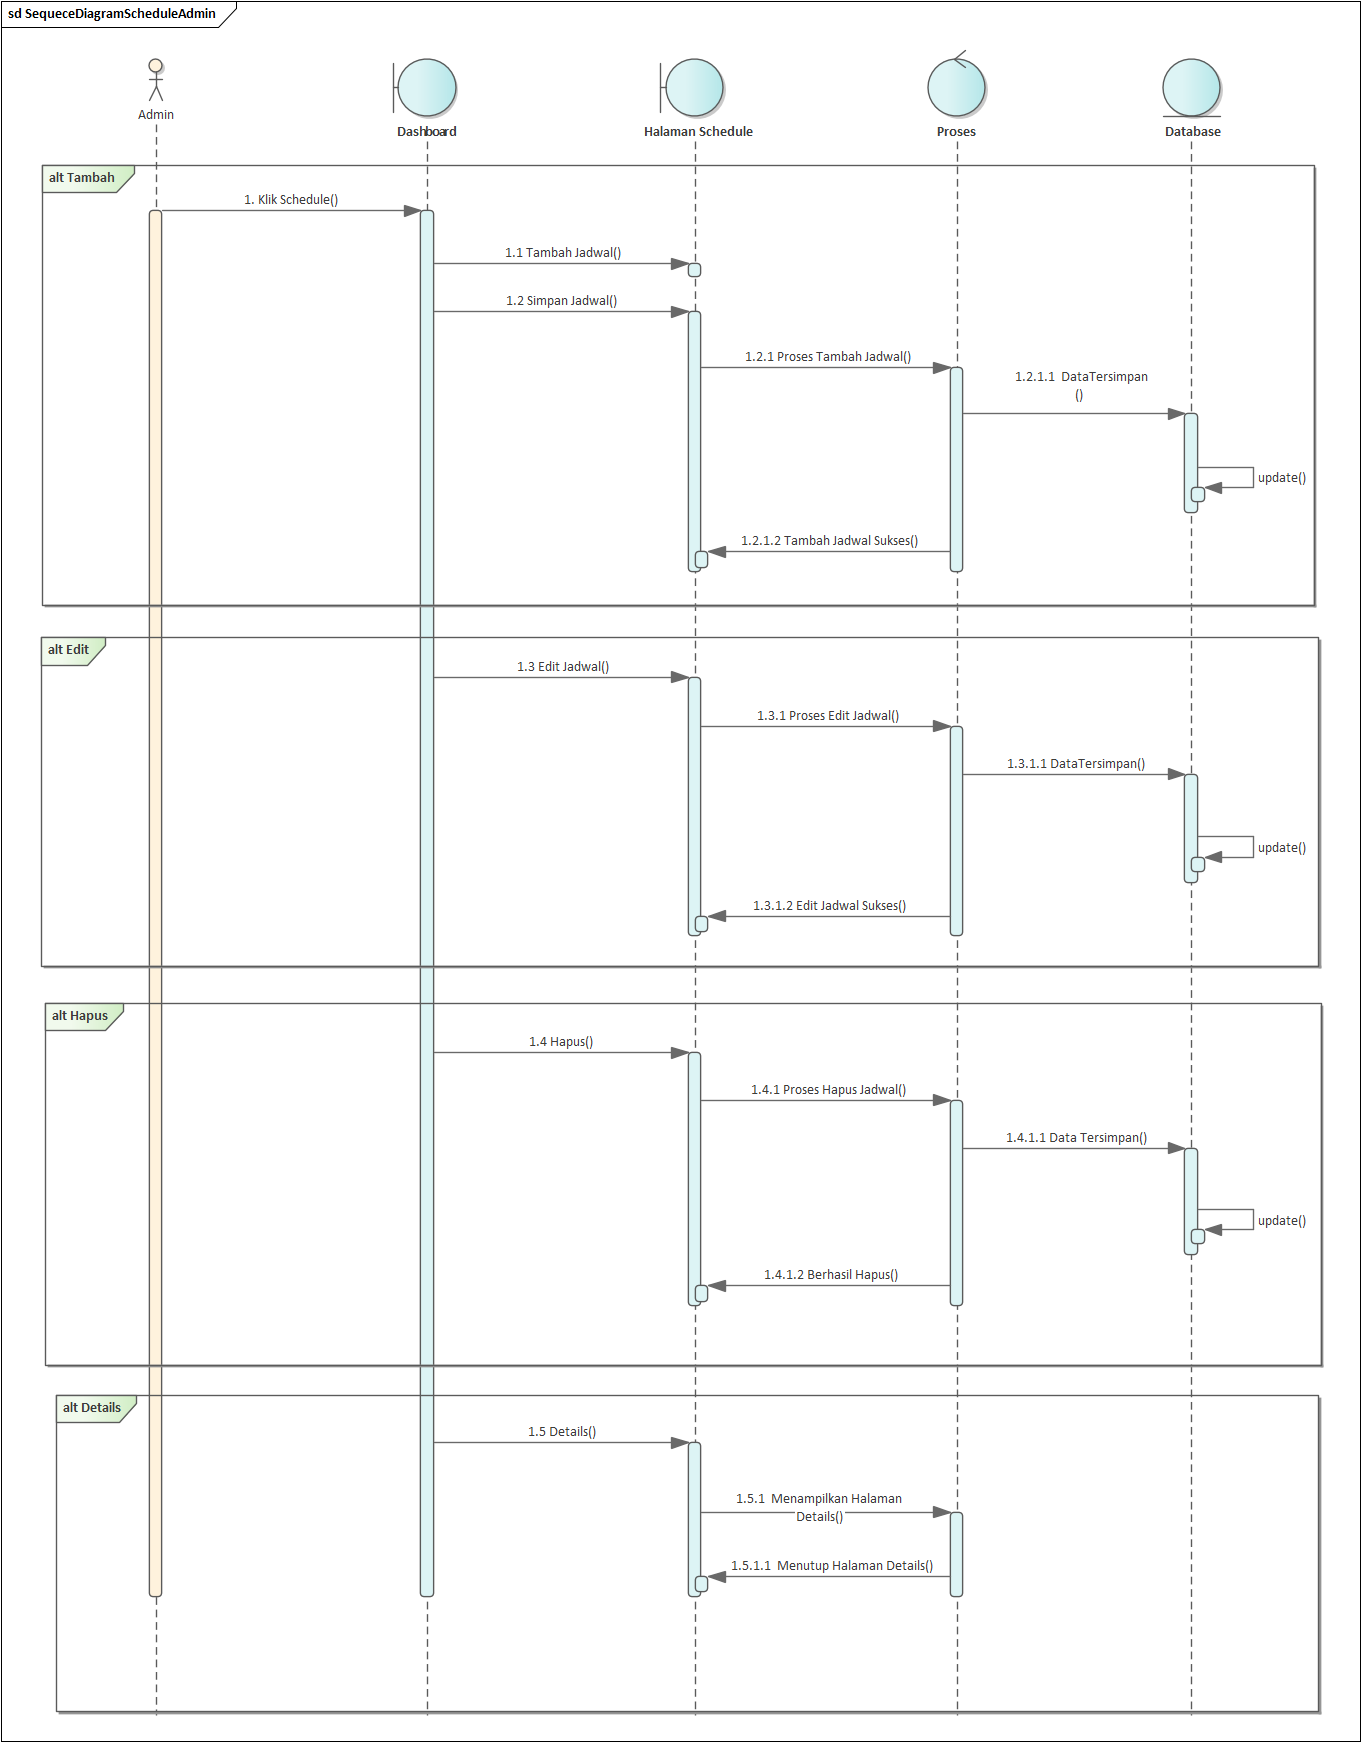 sd SequeceDiagramScheduleAdmin
Admin
Dashboard
Halaman Schedule
Proses
Database
alt Tambah
1. Klik Schedule()
1.1 Tambah Jadwal()
1.2 Simpan Jadwal()
1.2.1 Proses Tambah Jadwal()
1.2.1.1 DataTersimpan
()
update()
1.2.1.2 Tambah Jadwal Sukses()
alt Edit
1.3 Edit Jadwal()
1.3.1 Proses Edit Jadwal()
1.3.1.1 DataTersimpan()
update()
1.3.1.2 Edit Jadwal Sukses()
alt Hapus
1.4 Hapus()
1.4.1 Proses Hapus Jadwal()
1.4.1.1 Data Tersimpan()
update()
1.4.1.2 Berhasil Hapus()
alt Details
1.5 Details()
1.5.1 Menampilkan Halaman
Details()
1.5.1.1 Menutup Halaman Details()